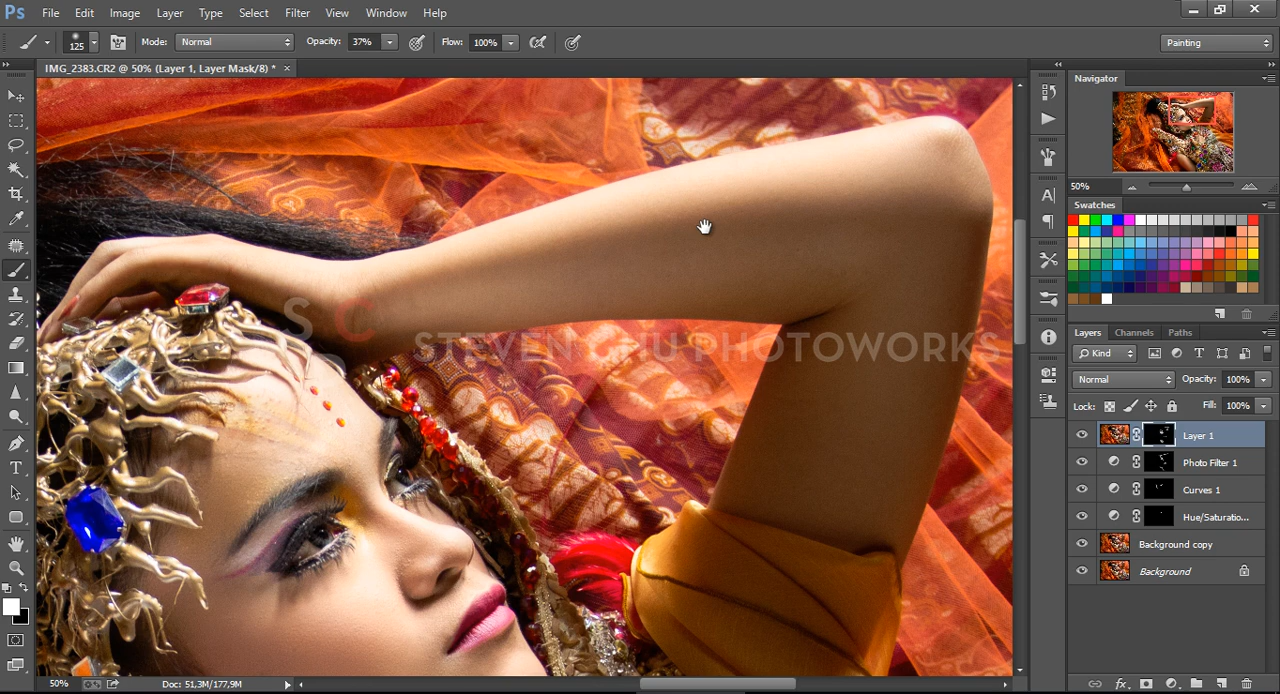 Ps File Edit Image Layer Type Select Filter View Window Help
125 Mode: Normal Opacity: 37% Flow: 100% Painting
IMG_2383.CR2 @ 50% (Layer 1, Layer Mask/8) * ×
Navigator
50%
Swatches
S C
STEVEN CHU PHOTOWORKS
Layers Channels Paths
Kind
Normal Opacity: 100%
Lock: Fill: 100%
Layer 1
Photo Filter 1
Curves 1
Hue/Saturatio...
Background copy
Background
50% Doc: 51,3M/177,9M